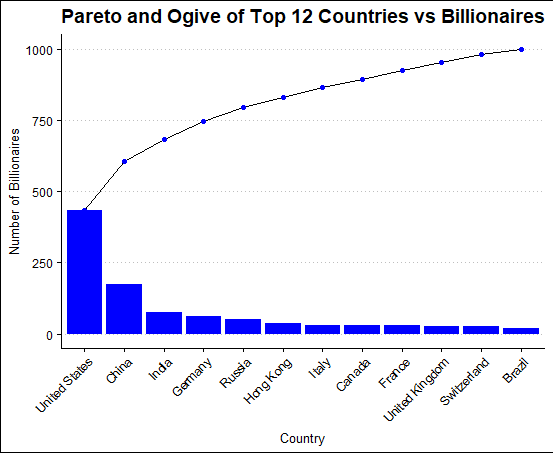 Pareto and Ogive of Top 12 Countries vs Billionaires
1000
750
500
250
0
Number of Billionaires
United States
China
India
Germany
Russia
Hong Kong
Italy
Canada
France
United Kingdom
Switzerland
Brazil
Country